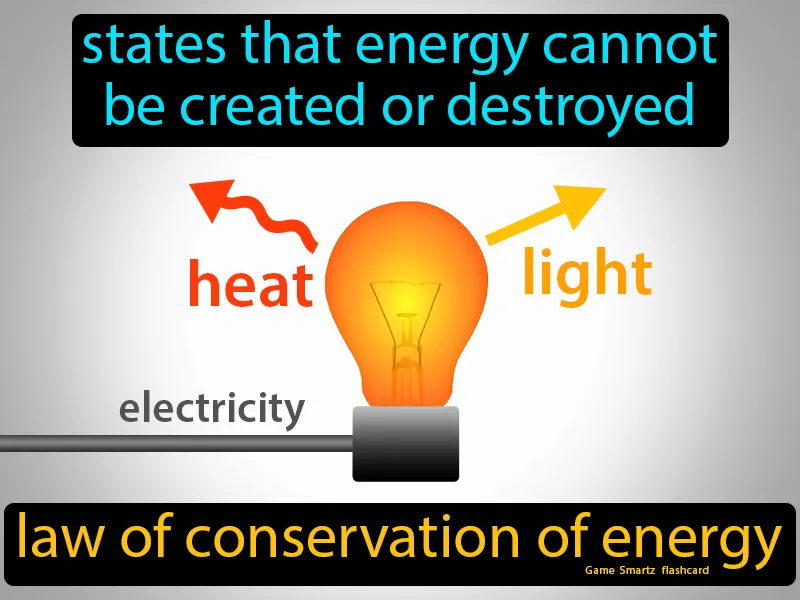 states that energy cannot
be created or destroyed
heat
light
electricity
law of conservation of energy
Game Smartz flashcard